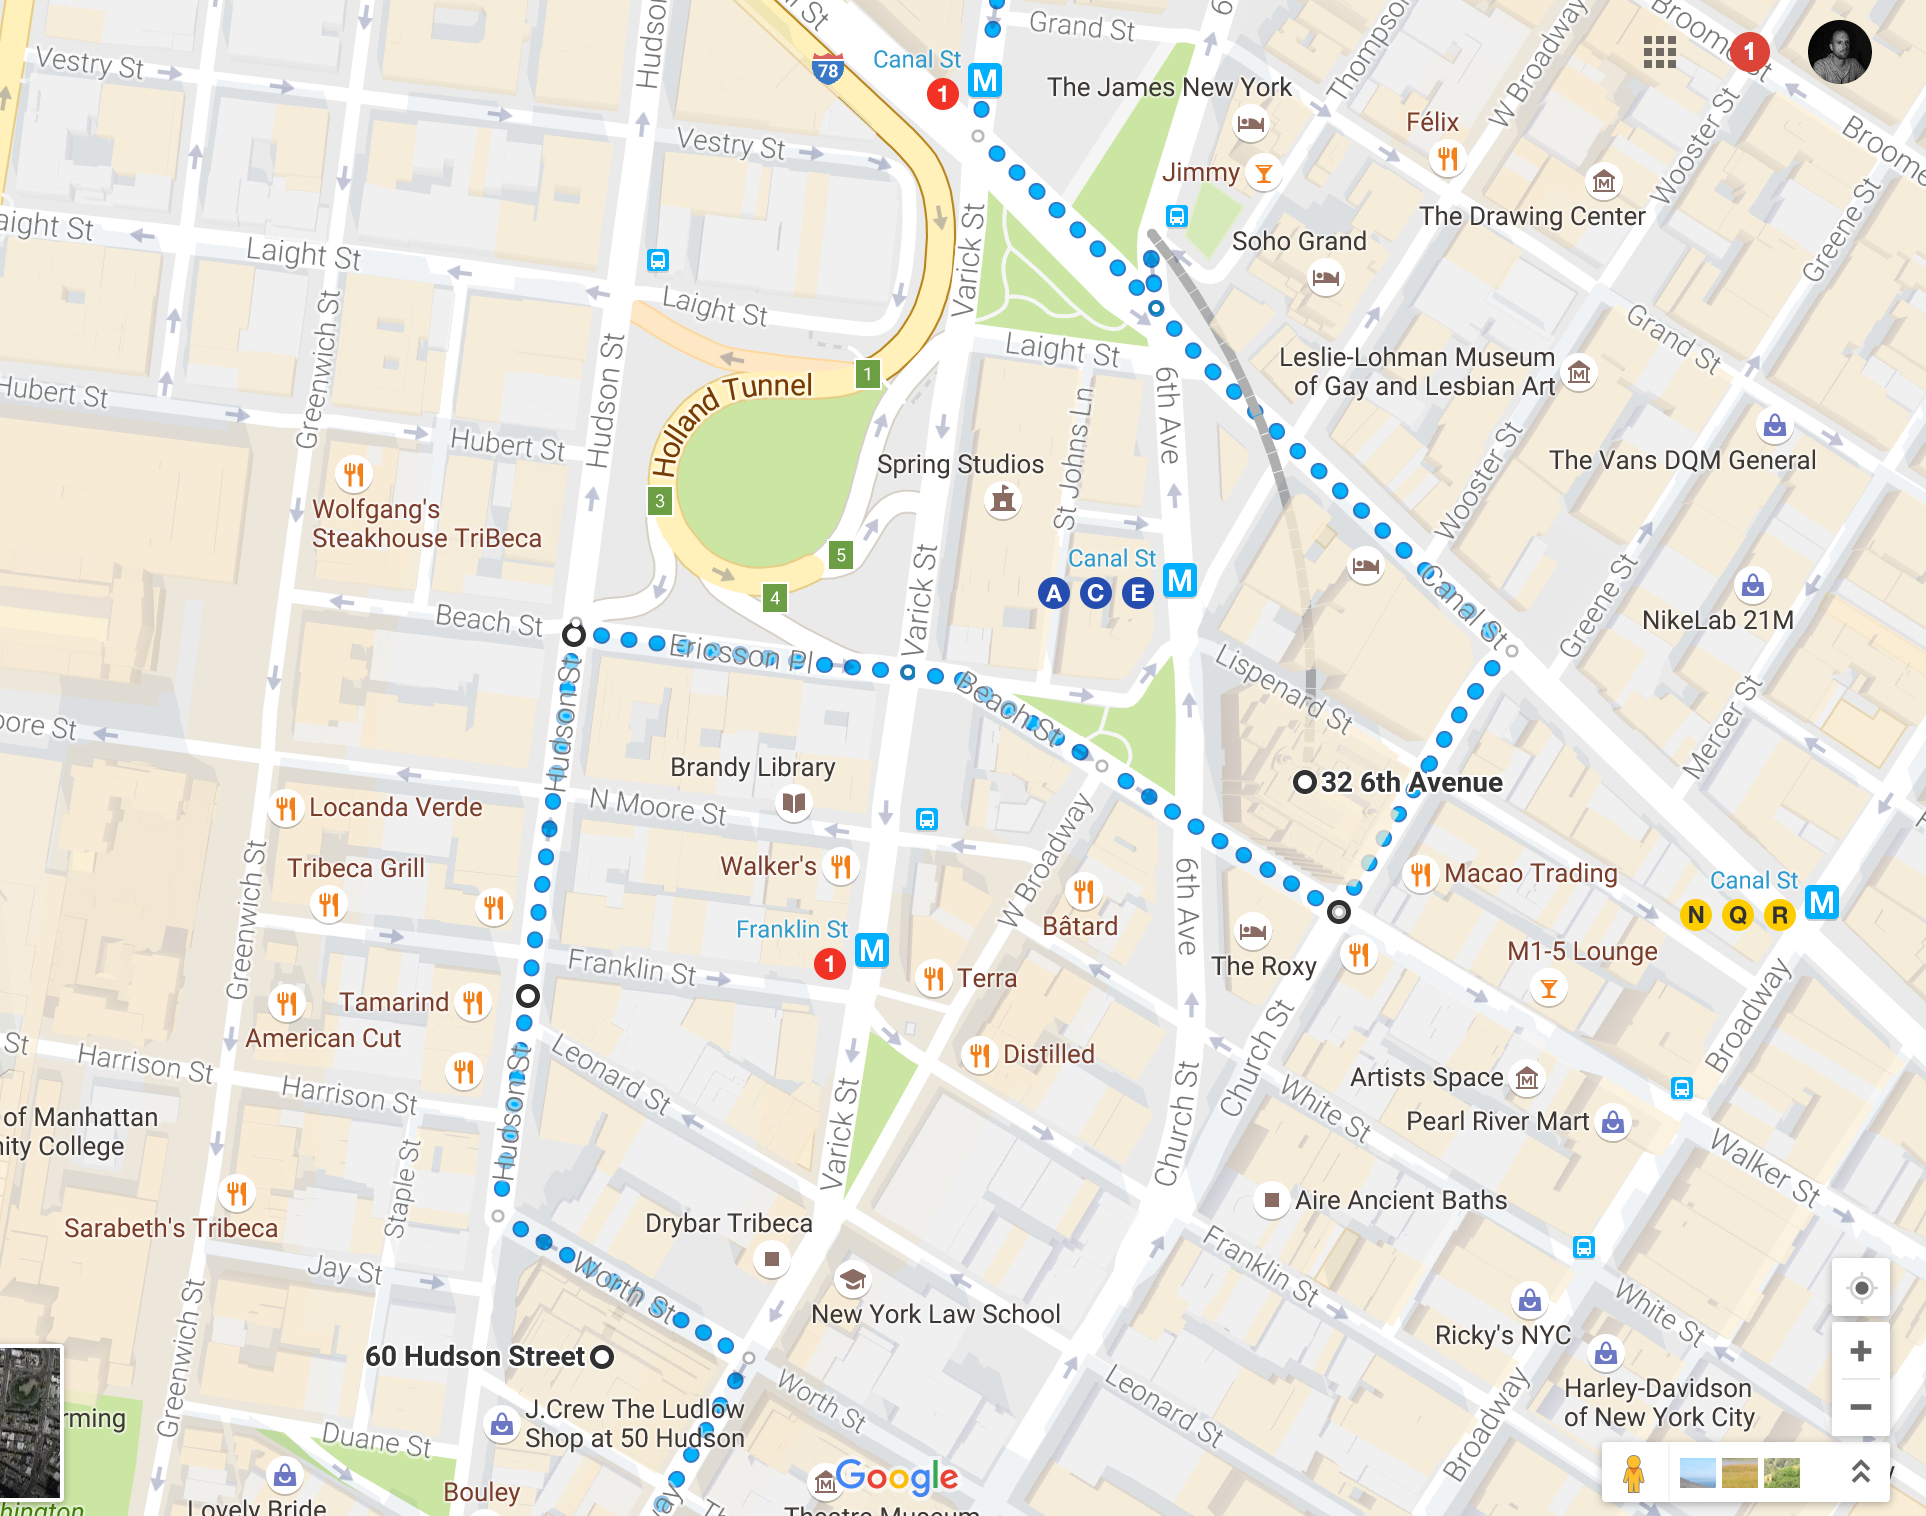 Grand St
Broome St
1
Hudson
Vestry St
78
Canal St
M
1
The James New York
Thompson
W Broadway
Félix
Wooster St
Broome
Vestry St
Jimmy
The Drawing Center
Greene St
Laight St
Laight St
Varick St
Soho Grand
Laight St
Greenwich St
Grand St
Laight St
Leslie-Lohman Museum
of Gay and Lesbian Art
Hudson St
Holland Tunnel
1
6th Ave
Hubert St
Hubert St
St Johns Ln
Spring Studios
Wooster St
The Vans DQM General
3
Wolfgang's
Steakhouse TriBeca
5
4
Canal St
A C E
M
Varick St
Canal St
Greene St
NikeLab 21M
Beach St
Ericsson Pl
Beach St
Lispenard St
Hudson St
Mercer St
Brandy Library
32 6th Avenue
N Moore St
Locanda Verde
Tribeca Grill
Walker's
W Broadway
6th Ave
Macao Trading
Canal St
N Q R
M
Greenwich St
Franklin St
1
M
Bâtard
The Roxy
M1-5 Lounge
Franklin St
Terra
Tamarind
American Cut
Church St
Broadway
Harrison St
Harrison St
Leonard St
Distilled
Artists Space
White St
Pearl River Mart
of Manhattan
Hudson St
Varick St
Church St
Walker St
Staple St
Sarabeth's Tribeca
Drybar Tribeca
Aire Ancient Baths
Jay St
Worth St
New York Law School
Franklin St
White St
Ricky's NYC
60 Hudson Street
Greenwich St
J.Crew The Ludlow
Shop at 50 Hudson
Worth St
Leonard St
Broadway
Harley-Davidson
of New York City
Duane St
Bouley
Google
Lovely Bride
Theatre Museum